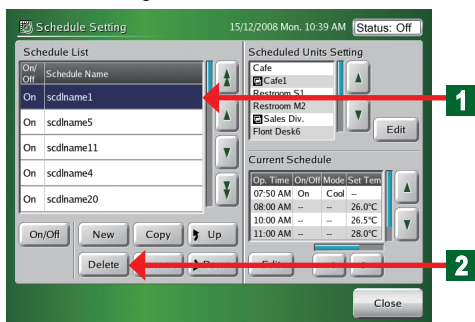 Schedule Setting 15/12/2008 Mon. 10:39 AM Status: Off
Schedule List
On/Off Schedule Name
On scdlname1
On scdlname5
On scdlname11
On scdlname4
On scdlname20
On/Off New Copy Up
Delete
Scheduled Units Setting
Cafe
Cafe1
Restroom S1
Restroom M2
Sales Div.
Flont Desk6
Edit
Current Schedule
Op. Time On/Off Mode Set Tem
07:50 AM On Cool --
08:00 AM -- -- 26.0°C
10:00 AM -- -- 26.5°C
11:00 AM -- -- 28.0°C
Close
1
2